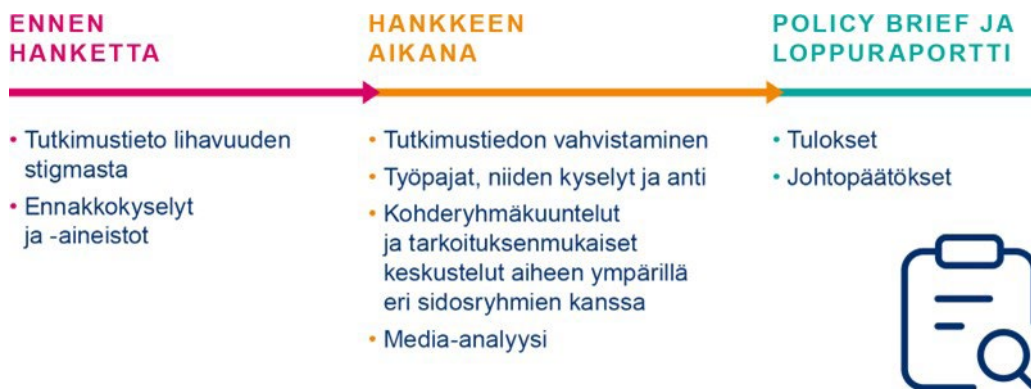 ENNEN
HANKETTA
• Tutkimustieto lihavuuden
stigmasta
• Ennakkokyselyt
ja -aineistot
HANKKEEN
AIKANA
• Tutkimustiedon vahvistaminen
• Työpajat, niiden kyselyt ja anti
• Kohderyhmäkuuntelut
ja tarkoituksenmukaiset
keskustelut aiheen ympärillä
eri sidosryhmien kanssa
• Media-analyysi
POLICY BRIEF JA
LOPPURAPORTTI
• Tulokset
• Johtopäätökset